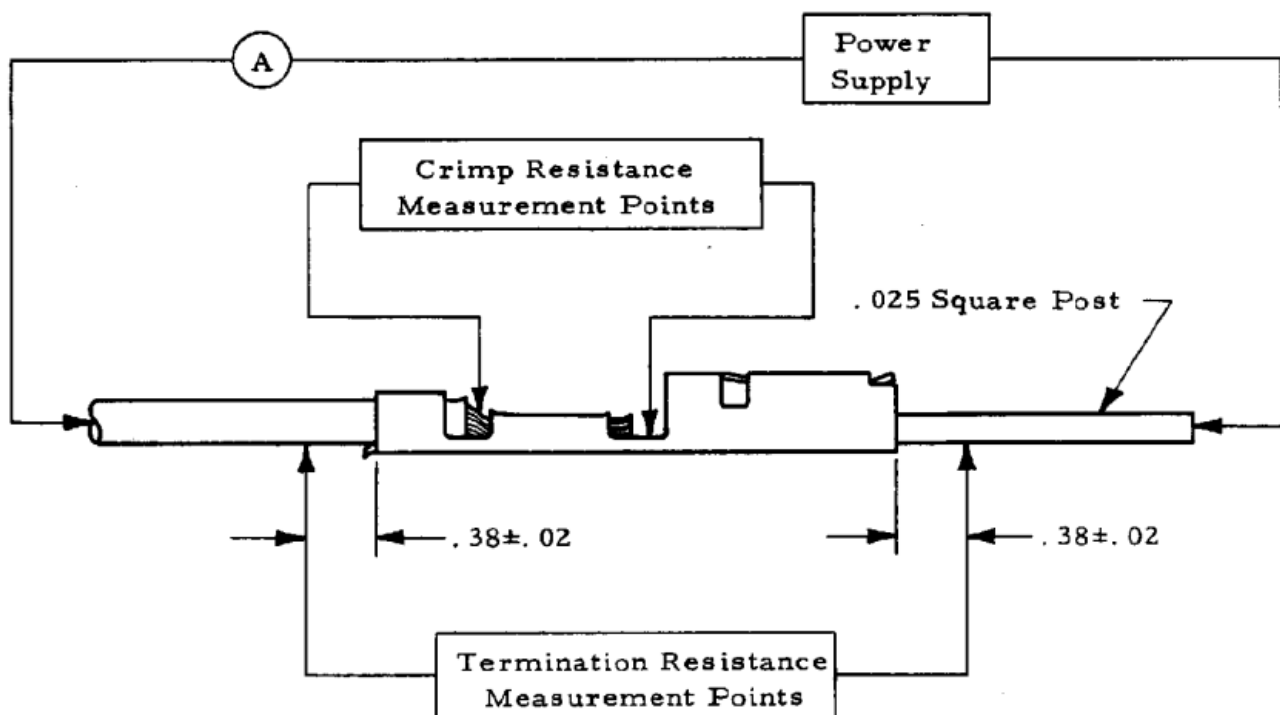 A
Power
Supply
Crimp Resistance
Measurement Points
.025 Square Post
.38±.02
.38±.02
Termination Resistance
Measurement Points